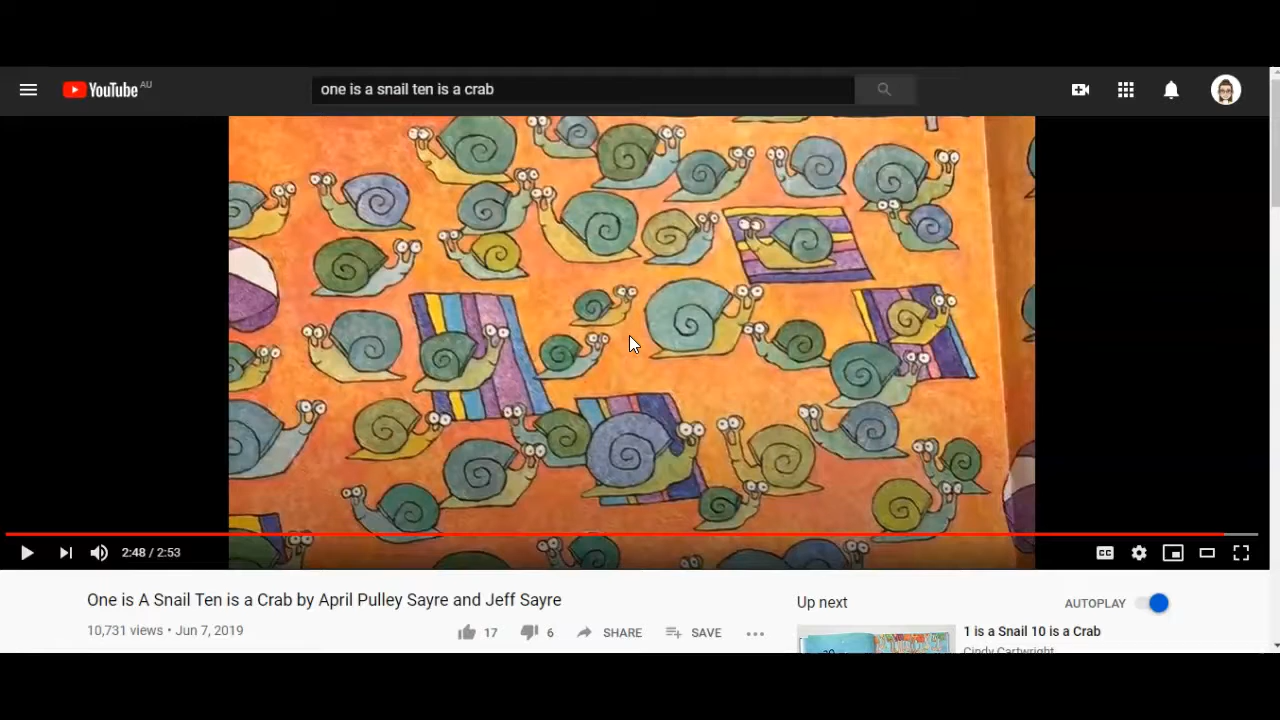 YouTube AU
one is a snail ten is a crab
2:48 / 2:53
CC
One is A Snail Ten is a Crab by April Pulley Sayre and Jeff Sayre
10,731 views • Jun 7, 2019
17
6
SHARE
SAVE
Up next
AUTOPLAY
1 is a Snail 10 is a Crab
Cindy Cartwright